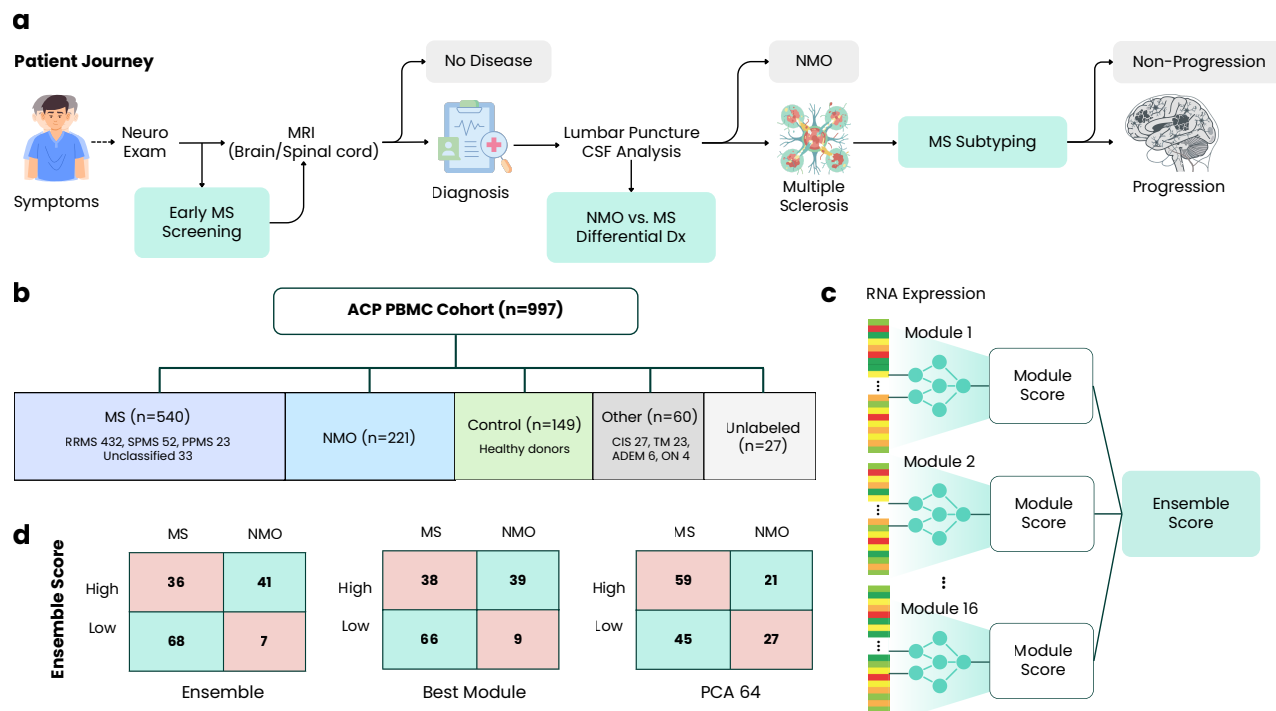 a
Patient Journey
Symptoms
Neuro
Exam
Early MS
Screening
MRI
(Brain/Spinal cord)
No Disease
Diagnosis
Lumbar Puncture
CSF Analysis
NMO vs. MS
Differential Dx
NMO
Multiple
Sclerosis
MS Subtyping
Non-Progression
Progression
b
ACP PBMC Cohort (n=997)
MS (n=540)
RRMS 432, SPMS 52, PPMS 23
Unclassified 33
NMO (n=221)
Control (n=149)
Healthy donors
Other (n=60)
CIS 27, TM 23,
ADEM 6, ON 4
Unlabeled
(n=27)
c
RNA Expression
Module 1
Module
Score
Module 2
Module
Score
Module 16
Module
Score
Ensemble
Score
d
Ensemble Score
MS NMO
High 36 41
Low 68 7
Ensemble
MS NMO
High 38 39
Low 66 9
Best Module
MS NMO
High 59 21
Low 45 27
PCA 64